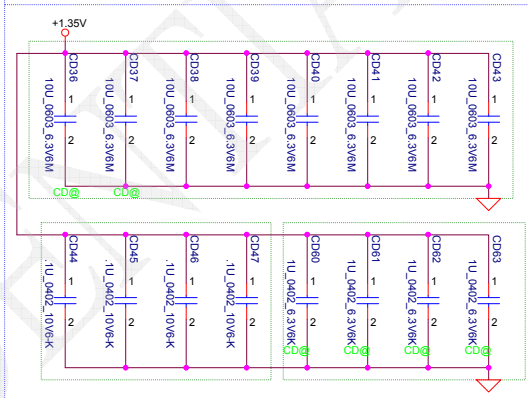 +1.35V
CD36
10U_0603_6.3V6M
1
2
CD@
CD37
10U_0603_6.3V6M
1
2
CD@
CD38
10U_0603_6.3V6M
1
2
CD39
10U_0603_6.3V6M
1
2
CD40
10U_0603_6.3V6M
1
2
CD41
10U_0603_6.3V6M
1
2
CD42
10U_0603_6.3V6M
1
2
CD43
10U_0603_6.3V6M
1
2
CD44
.1U_0402_10V6-K
1
2
CD45
.1U_0402_10V6-K
1
2
CD46
.1U_0402_10V6-K
1
2
CD47
.1U_0402_10V6-K
1
2
CD60
1U_0402_6.3V6K
1
2
CD@
CD61
1U_0402_6.3V6K
1
2
CD@
CD62
1U_0402_6.3V6K
1
2
CD@
CD63
1U_0402_6.3V6K
1
2
CD@